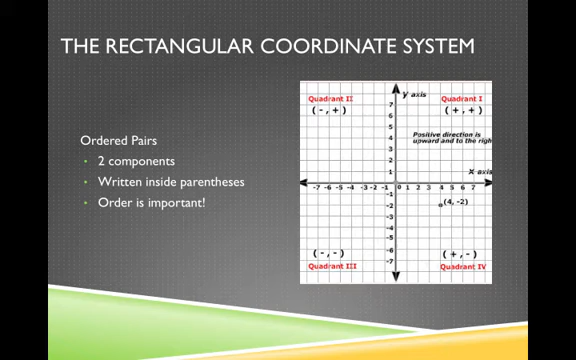 THE RECTANGULAR COORDINATE SYSTEM
Ordered Pairs
• 2 components
• Written inside parentheses
• Order is important!
Y axis
Quadrant II
(-,+)
Quadrant I
(+,+)
Positive direction is
upward and to the righ
X axis
7
6
5
4
3
2
1
-7 -6 -5 -4 -3 -2 -1 0 1 2 3 4 5 6 7
-1
-2
-3
-4
-5
-6
-7
(4, -2)
(-,-)
Quadrant III
(+,-)
Quadrant IV